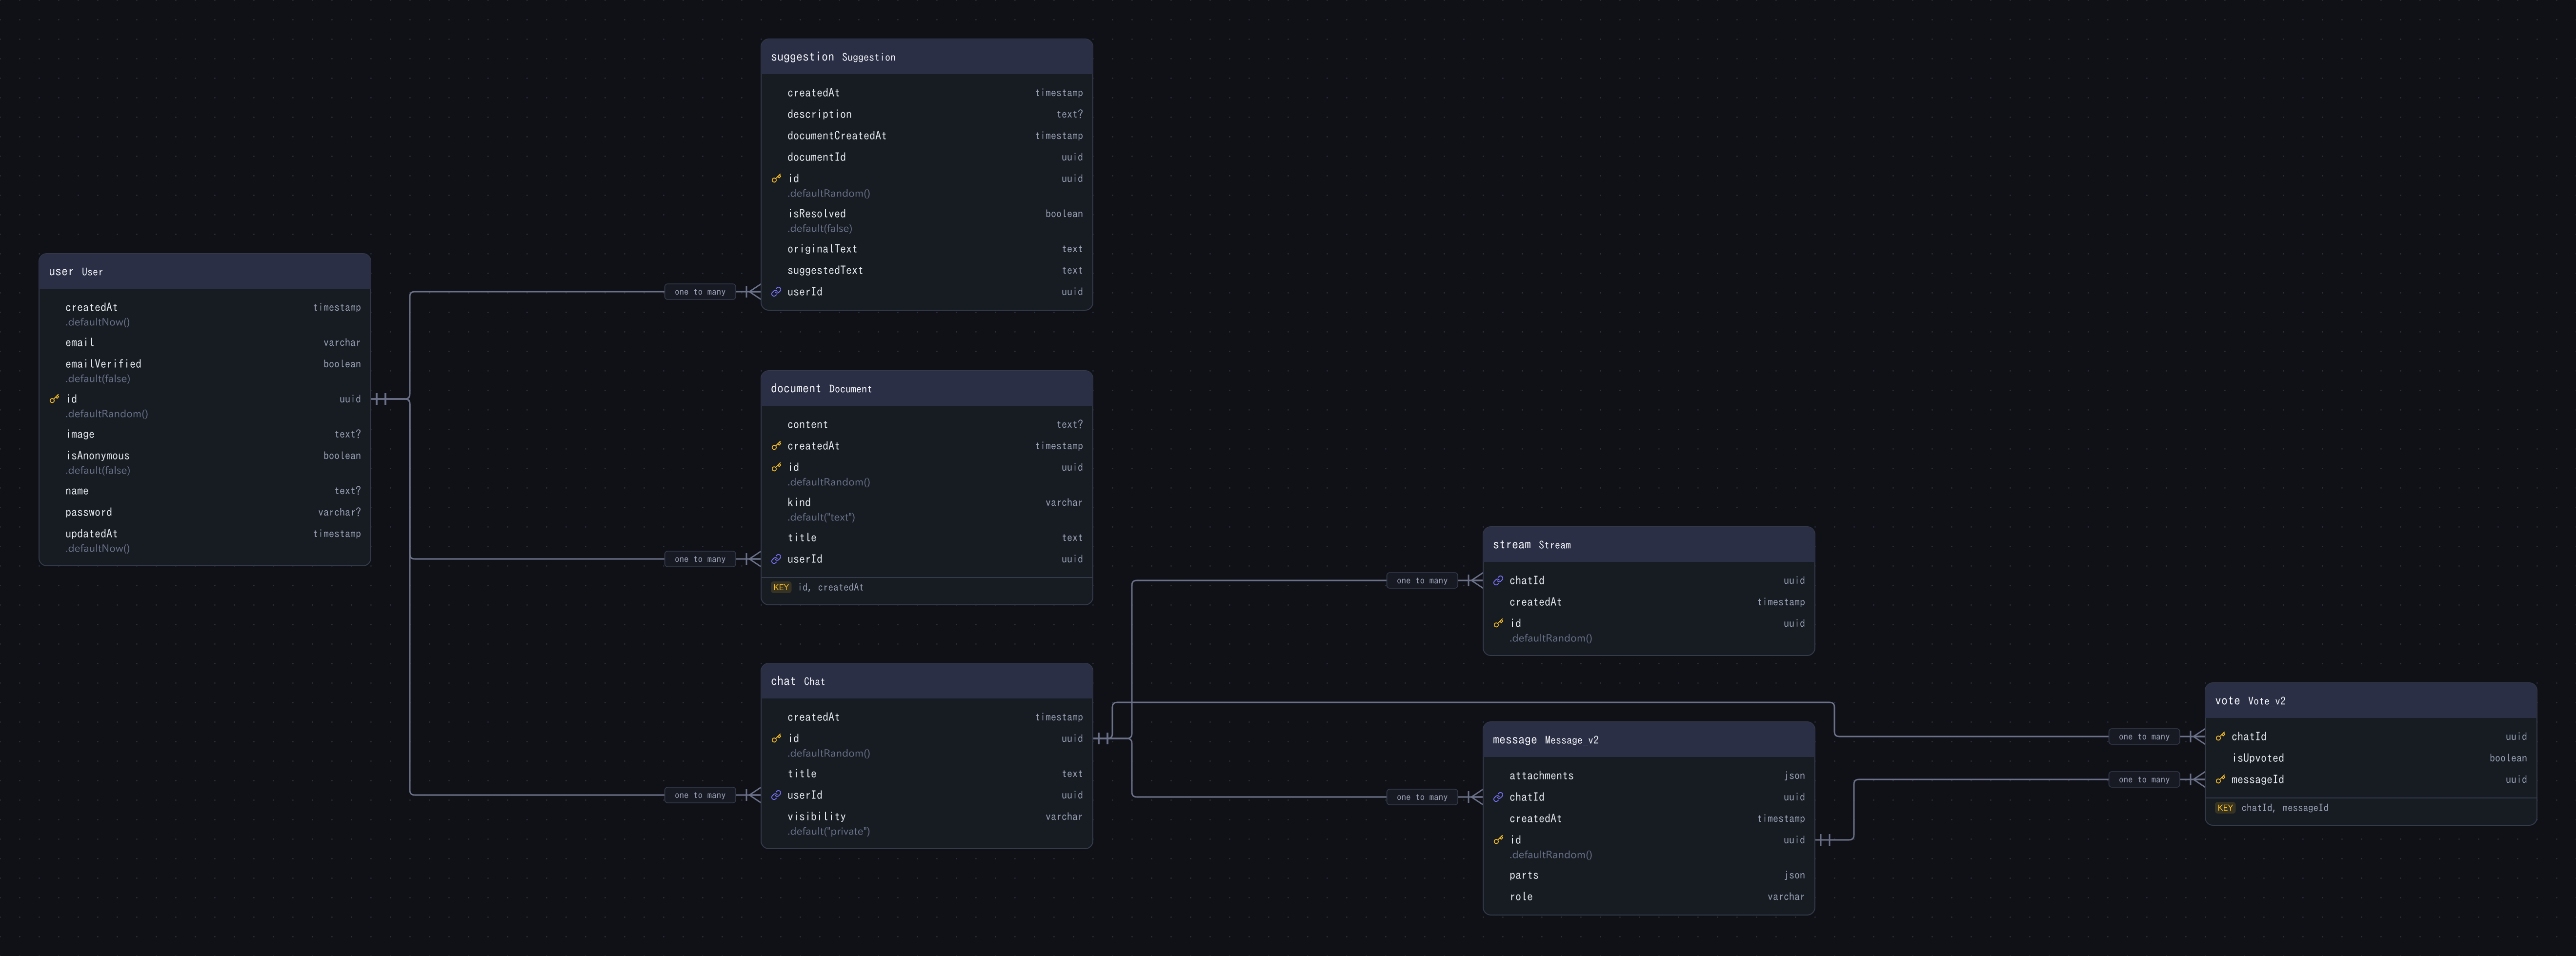 suggestion Suggestion
createdAt timestamp
description text?
documentCreatedAt timestamp
documentId uuid
id uuid
.defaultRandom()
isResolved boolean
.default(false)
originalText text
suggestedText text
userId uuid
user User
createdAt timestamp
.defaultNow()
email varchar
emailVerified boolean
.default(false)
id uuid
.defaultRandom()
image text?
isAnonymous boolean
.default(false)
name text?
password varchar?
updatedAt timestamp
.defaultNow()
one to many
one to many
one to many
document Document
content text?
createdAt timestamp
id uuid
.defaultRandom()
kind varchar
.default("text")
title text
userId uuid
KEY id, createdAt
chat Chat
createdAt timestamp
id uuid
.defaultRandom()
title text
userId uuid
visibility varchar
.default("private")
one to many
one to many
stream Stream
chatId uuid
createdAt timestamp
id uuid
.defaultRandom()
message Message_v2
attachments json
chatId uuid
createdAt timestamp
id uuid
.defaultRandom()
parts json
role varchar
one to many
one to many
vote Vote_v2
chatId uuid
isUpvoted boolean
messageId uuid
KEY chatId, messageId